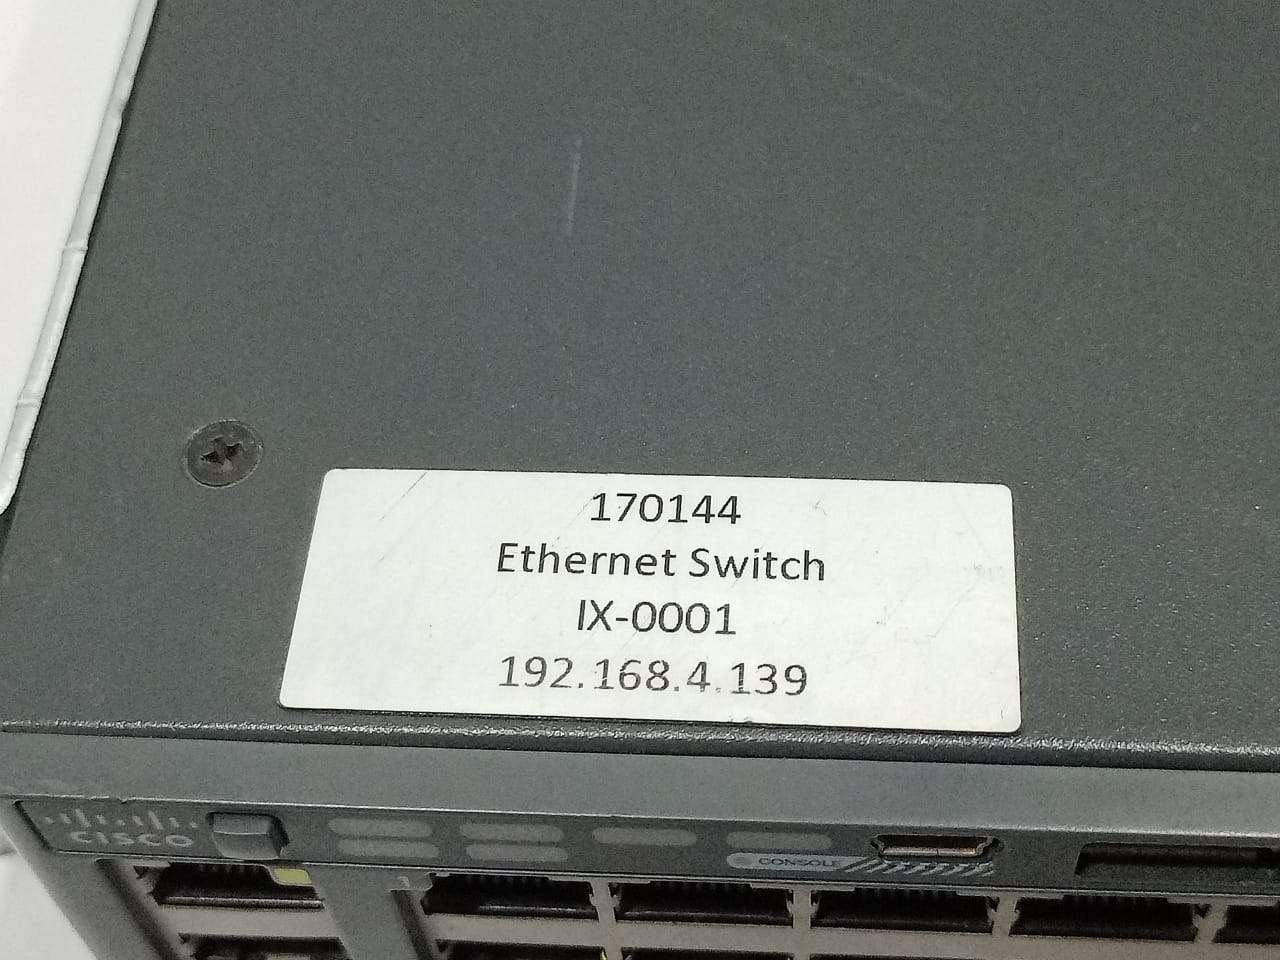 170144
Ethernet Switch
IX-0001
192.168.4.139
CISCO
CONSOLE